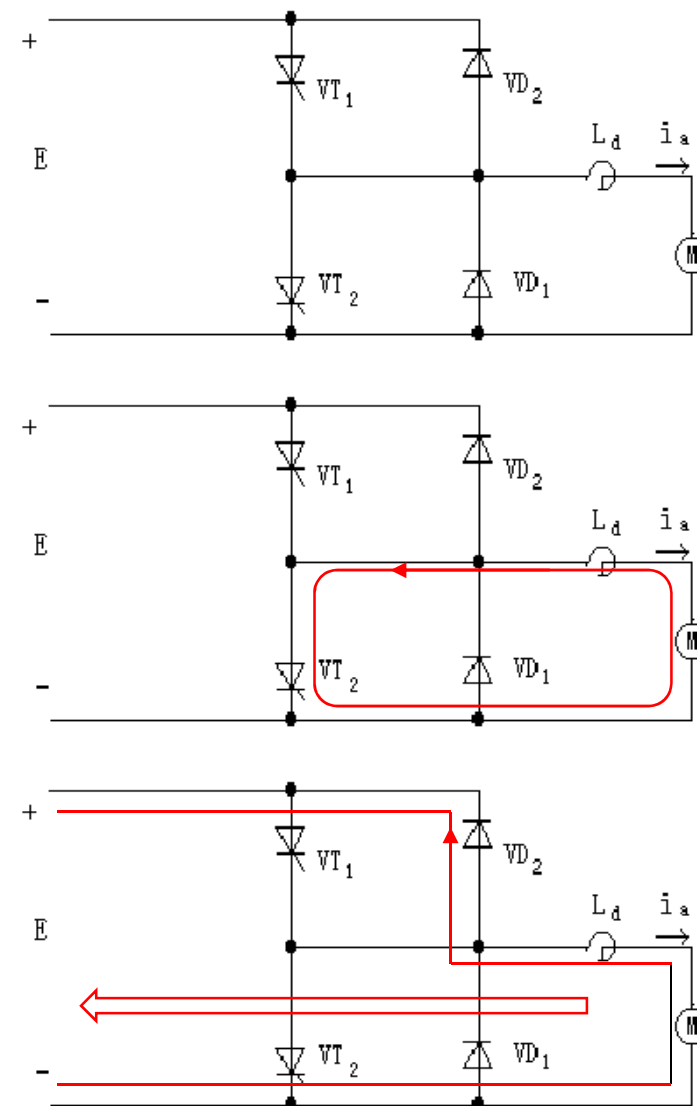 +
VT1
VD2
Ld
ia
E
M
VT2
VD1
-
+
VT1
VD2
Ld
ia
E
M
VT2
VD1
-
+
VT1
VD2
Ld
ia
E
M
VT2
VD1
-